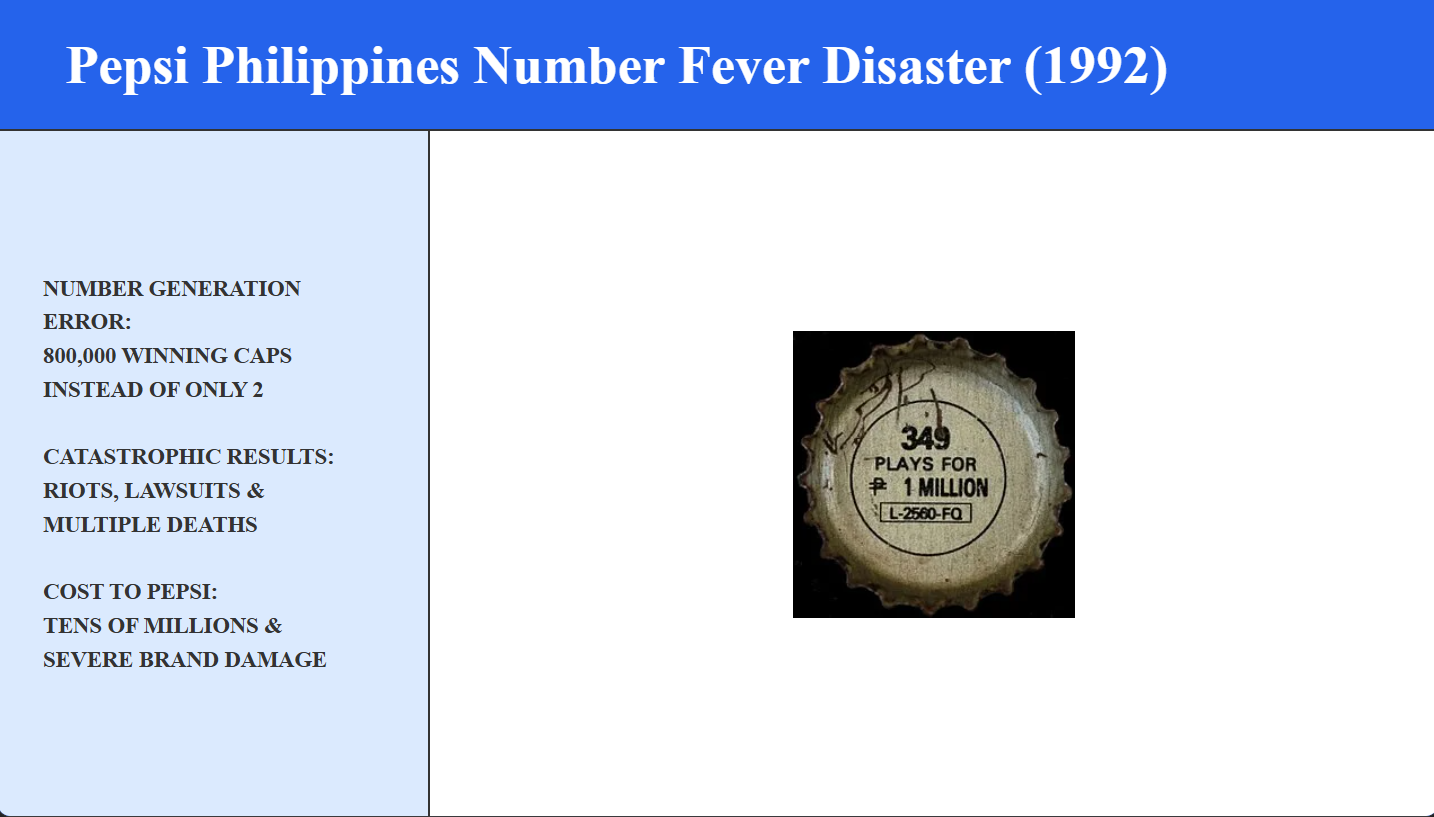 Pepsi Philippines Number Fever Disaster (1992)
NUMBER GENERATION
ERROR:
800,000 WINNING CAPS
INSTEAD OF ONLY 2
CATASTROPHIC RESULTS:
RIOTS, LAWSUITS &
MULTIPLE DEATHS
COST TO PEPSI:
TENS OF MILLIONS &
SEVERE BRAND DAMAGE
349
PLAYS FOR
₱ 1 MILLION
L-2560-FQ